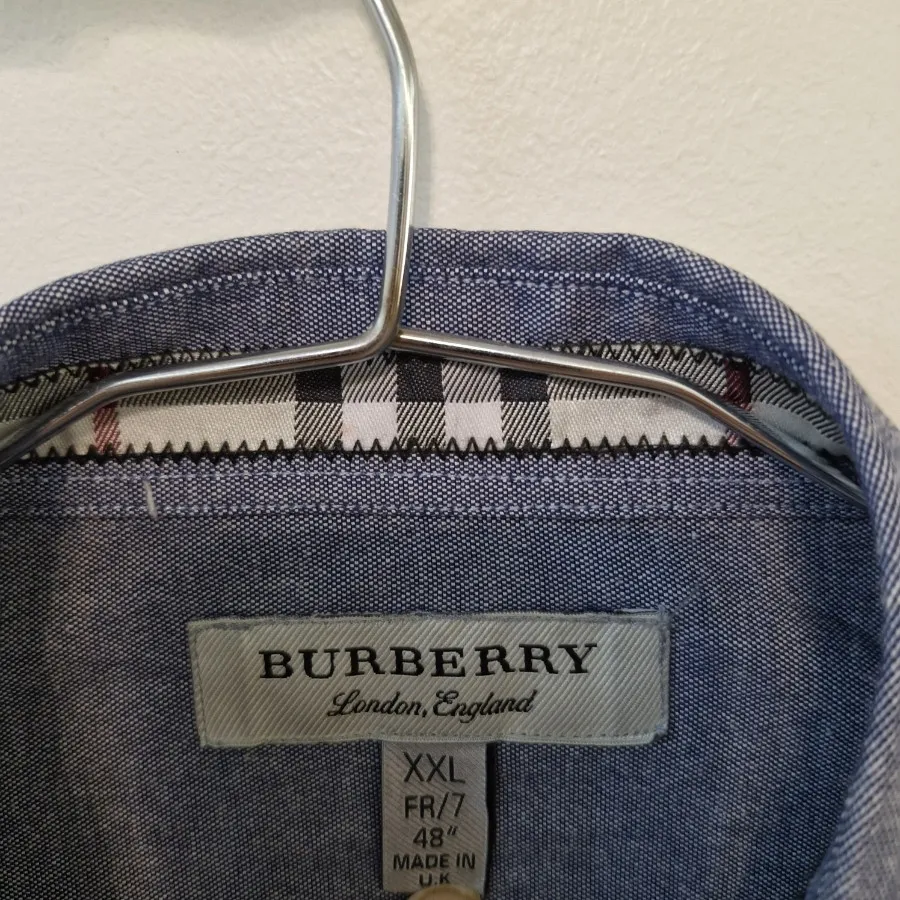 BURBERRY
London, England
XXL
FR/7
48"
MADE IN
U.K